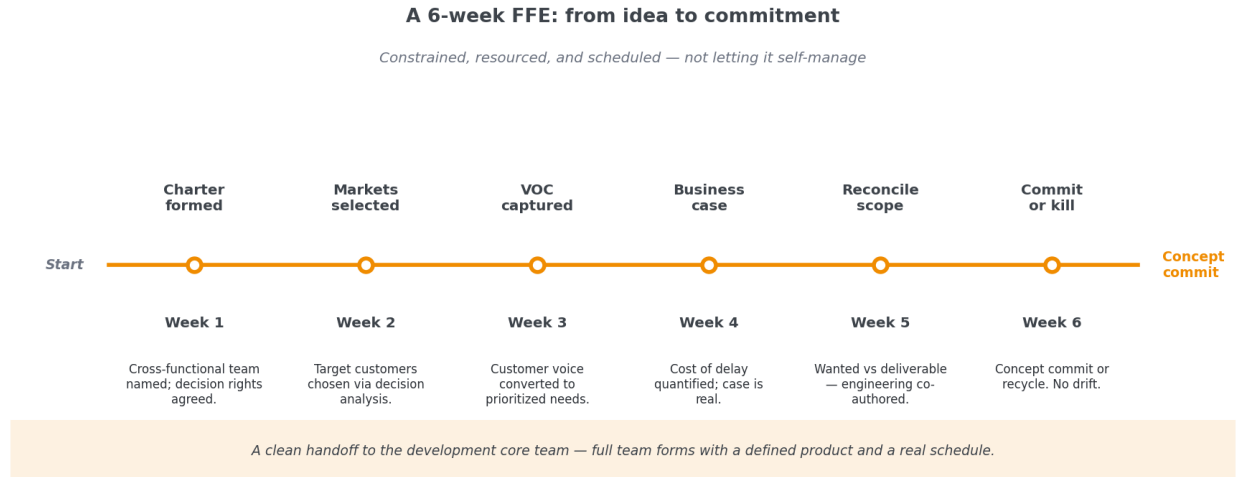 A 6-week FFE: from idea to commitment
Constrained, resourced, and scheduled — not letting it self-manage
Charter
formed
Markets
selected
VOC
captured
Business
case
Reconcile
scope
Commit
or kill
Start
Concept
commit
Week 1
Week 2
Week 3
Week 4
Week 5
Week 6
Cross-functional team
named; decision rights
agreed.
Target customers
chosen via decision
analysis.
Customer voice
converted to
prioritized needs.
Cost of delay
quantified; case is
real.
Wanted vs deliverable
— engineering co-
authored.
Concept commit or
recycle. No drift.
A clean handoff to the development core team — full team forms with a defined product and a real schedule.